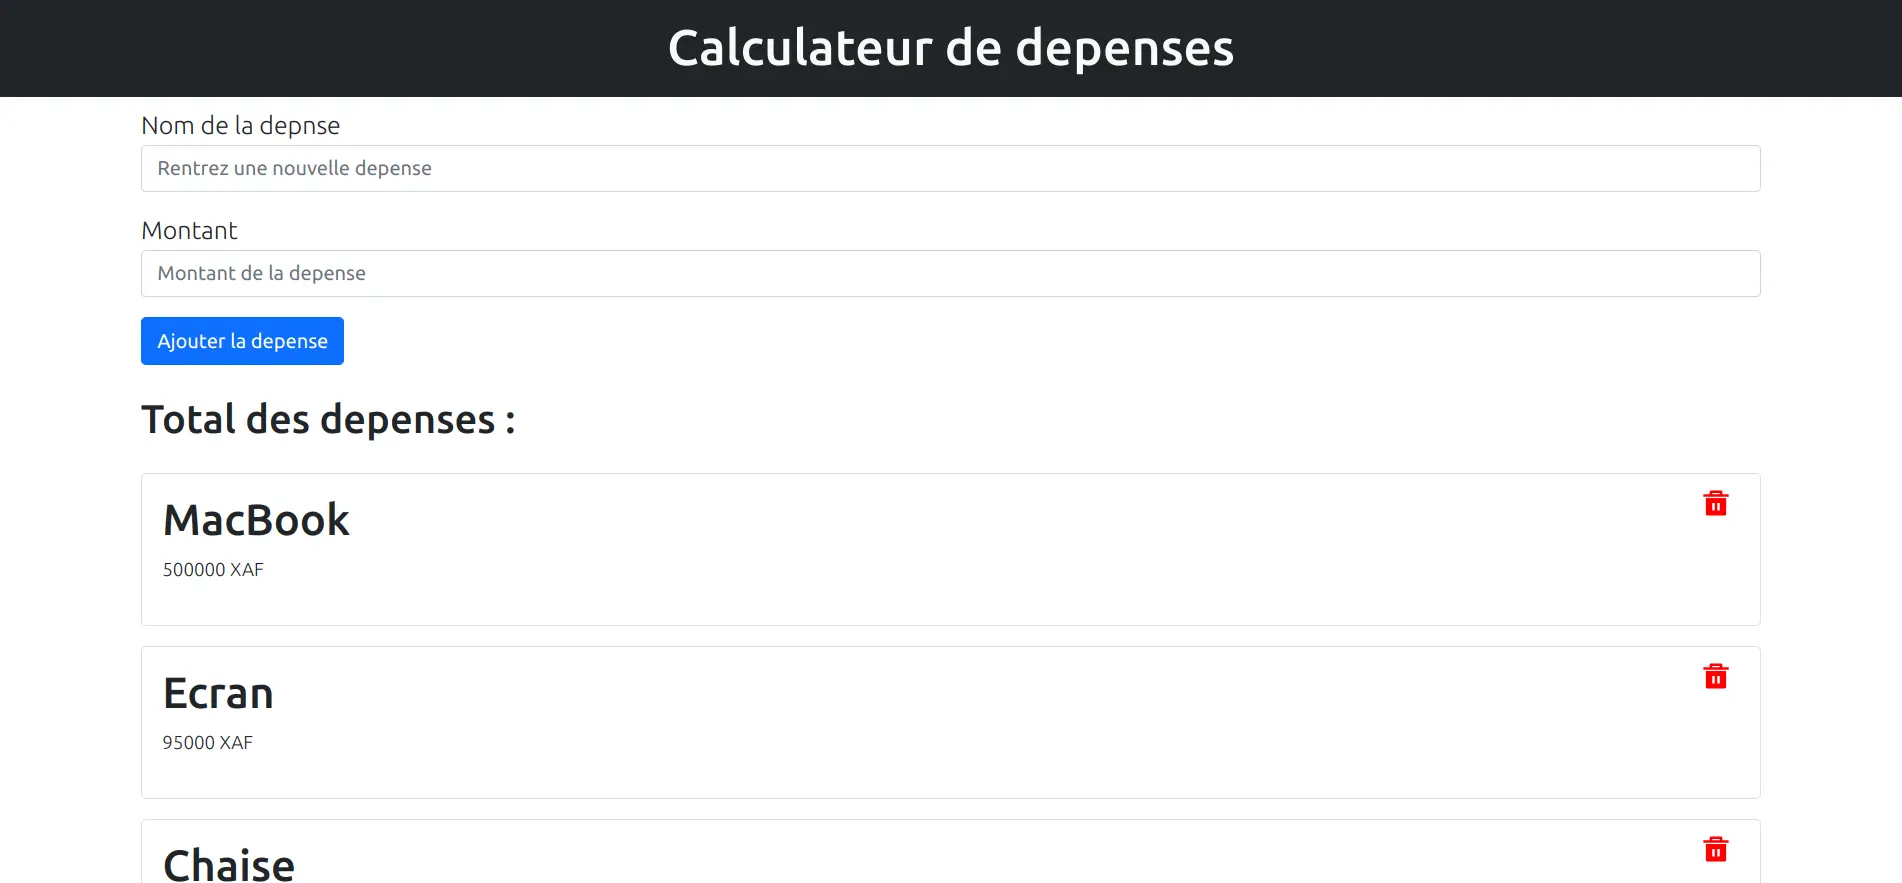 Calculateur de depenses
Nom de la depnse
Rentrez une nouvelle depense
Montant
Montant de la depense
Ajouter la depense
Total des depenses :
MacBook
500000 XAF
Ecran
95000 XAF
Chaise